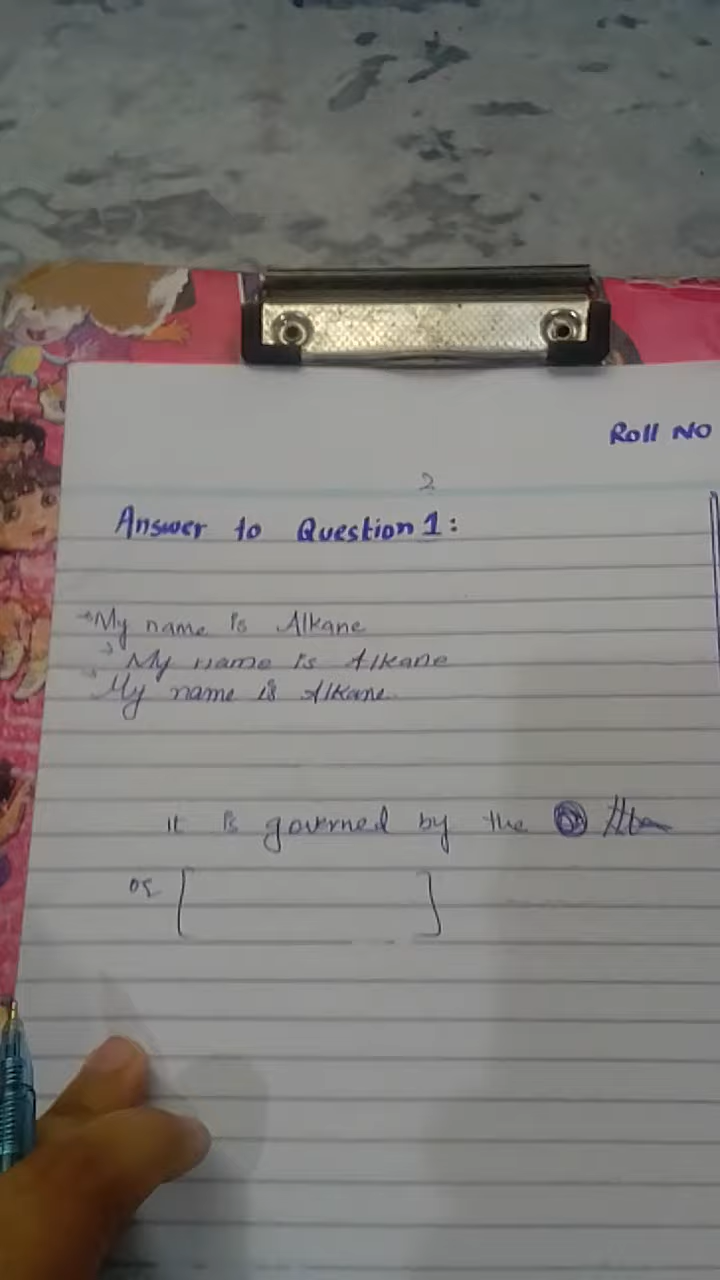 Roll No
2
Answer to Question 1:
My name is Alkane
My name is Alkane
My name is Alkane
it is governed by the